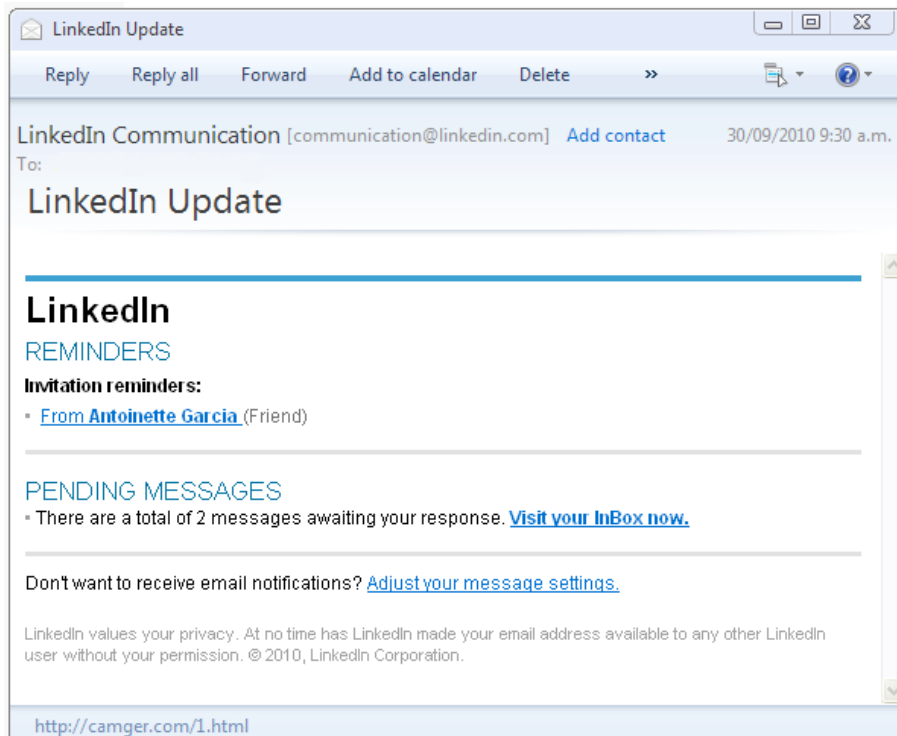 LinkedIn Update
Reply Reply all Forward Add to calendar Delete »
LinkedIn Communication [communication@linkedin.com] Add contact 30/09/2010 9:30 a.m.
To:
LinkedIn Update
LinkedIn
REMINDERS
Invitation reminders:
▪ From Antoinette Garcia (Friend)
PENDING MESSAGES
▪ There are a total of 2 messages awaiting your response. Visit your InBox now.
Don't want to receive email notifications? Adjust your message settings.
LinkedIn values your privacy. At no time has LinkedIn made your email address available to any other LinkedIn
user without your permission. © 2010, LinkedIn Corporation.
http://camger.com/1.html